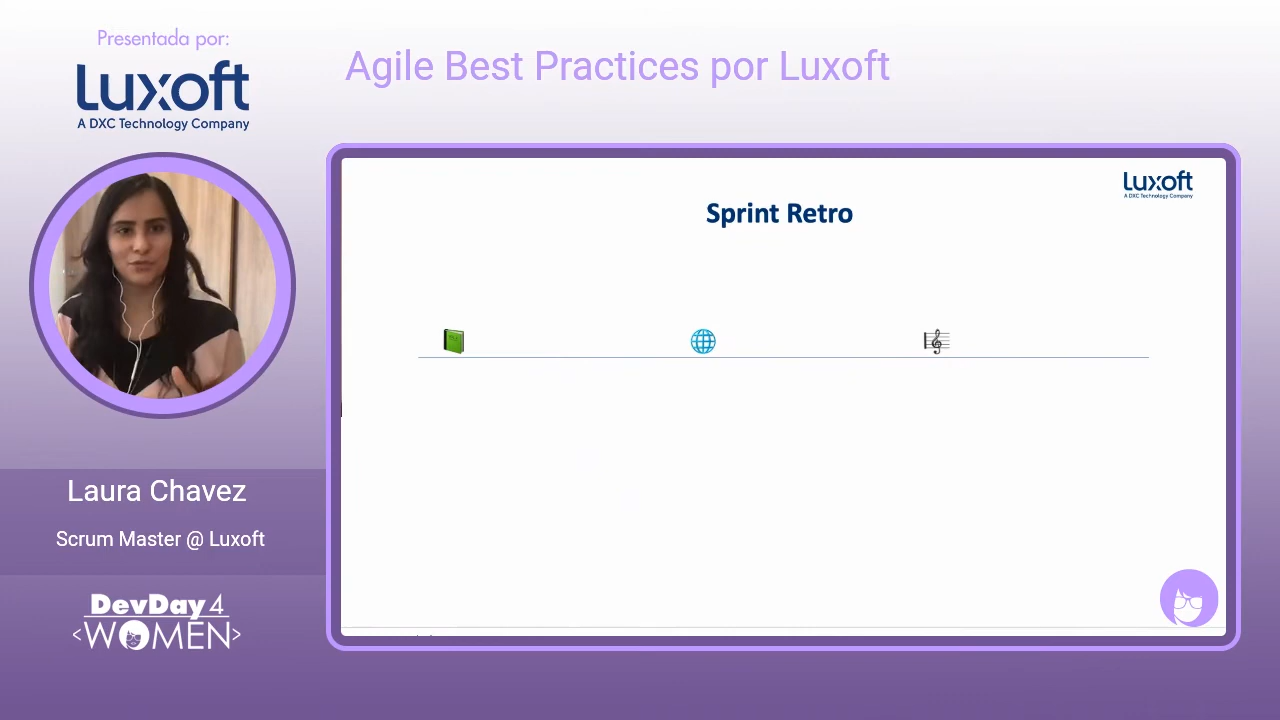 Presentada por:
Luxoft
A DXC Technology Company
Agile Best Practices por Luxoft
Luxoft
A DXC Technology Company
Sprint Retro
Laura Chavez
Scrum Master @ Luxoft
DevDay4
<WOMEN>